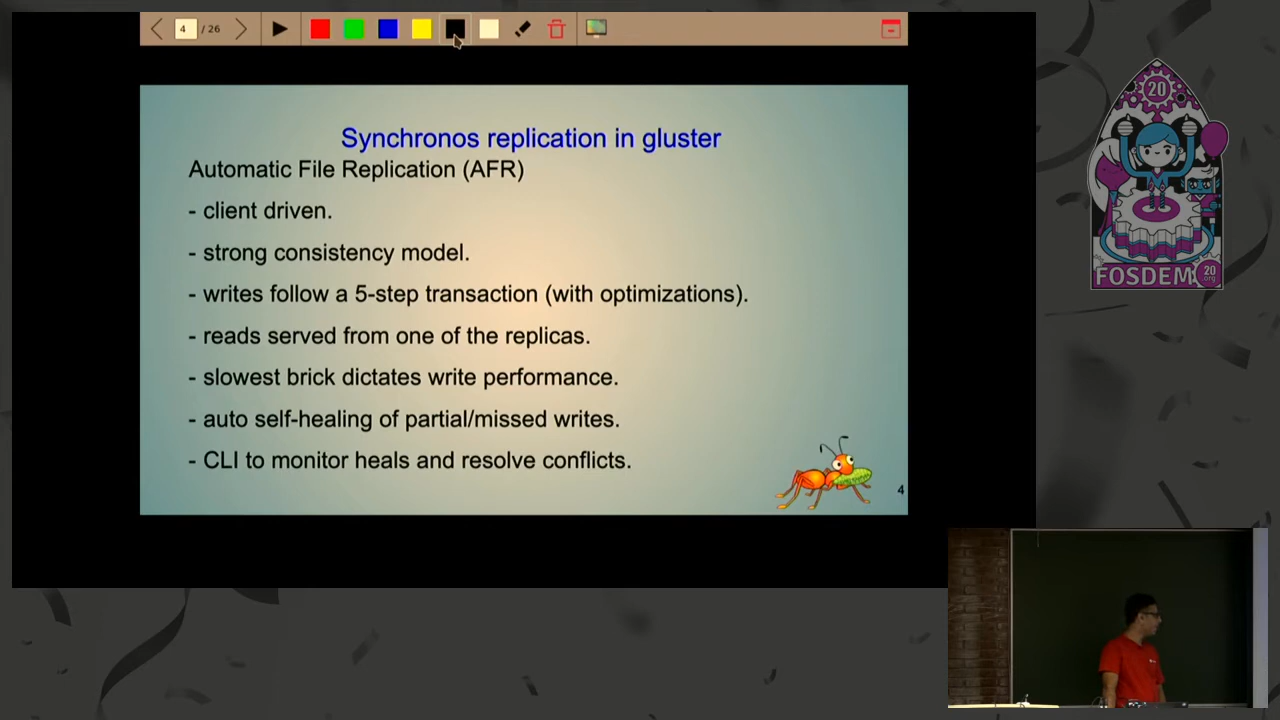 4 / 26
Synchronos replication in gluster
Automatic File Replication (AFR)
- client driven.
- strong consistency model.
- writes follow a 5-step transaction (with optimizations).
- reads served from one of the replicas.
- slowest brick dictates write performance.
- auto self-healing of partial/missed writes.
- CLI to monitor heals and resolve conflicts.
4
20
FOSDEM
20
.org